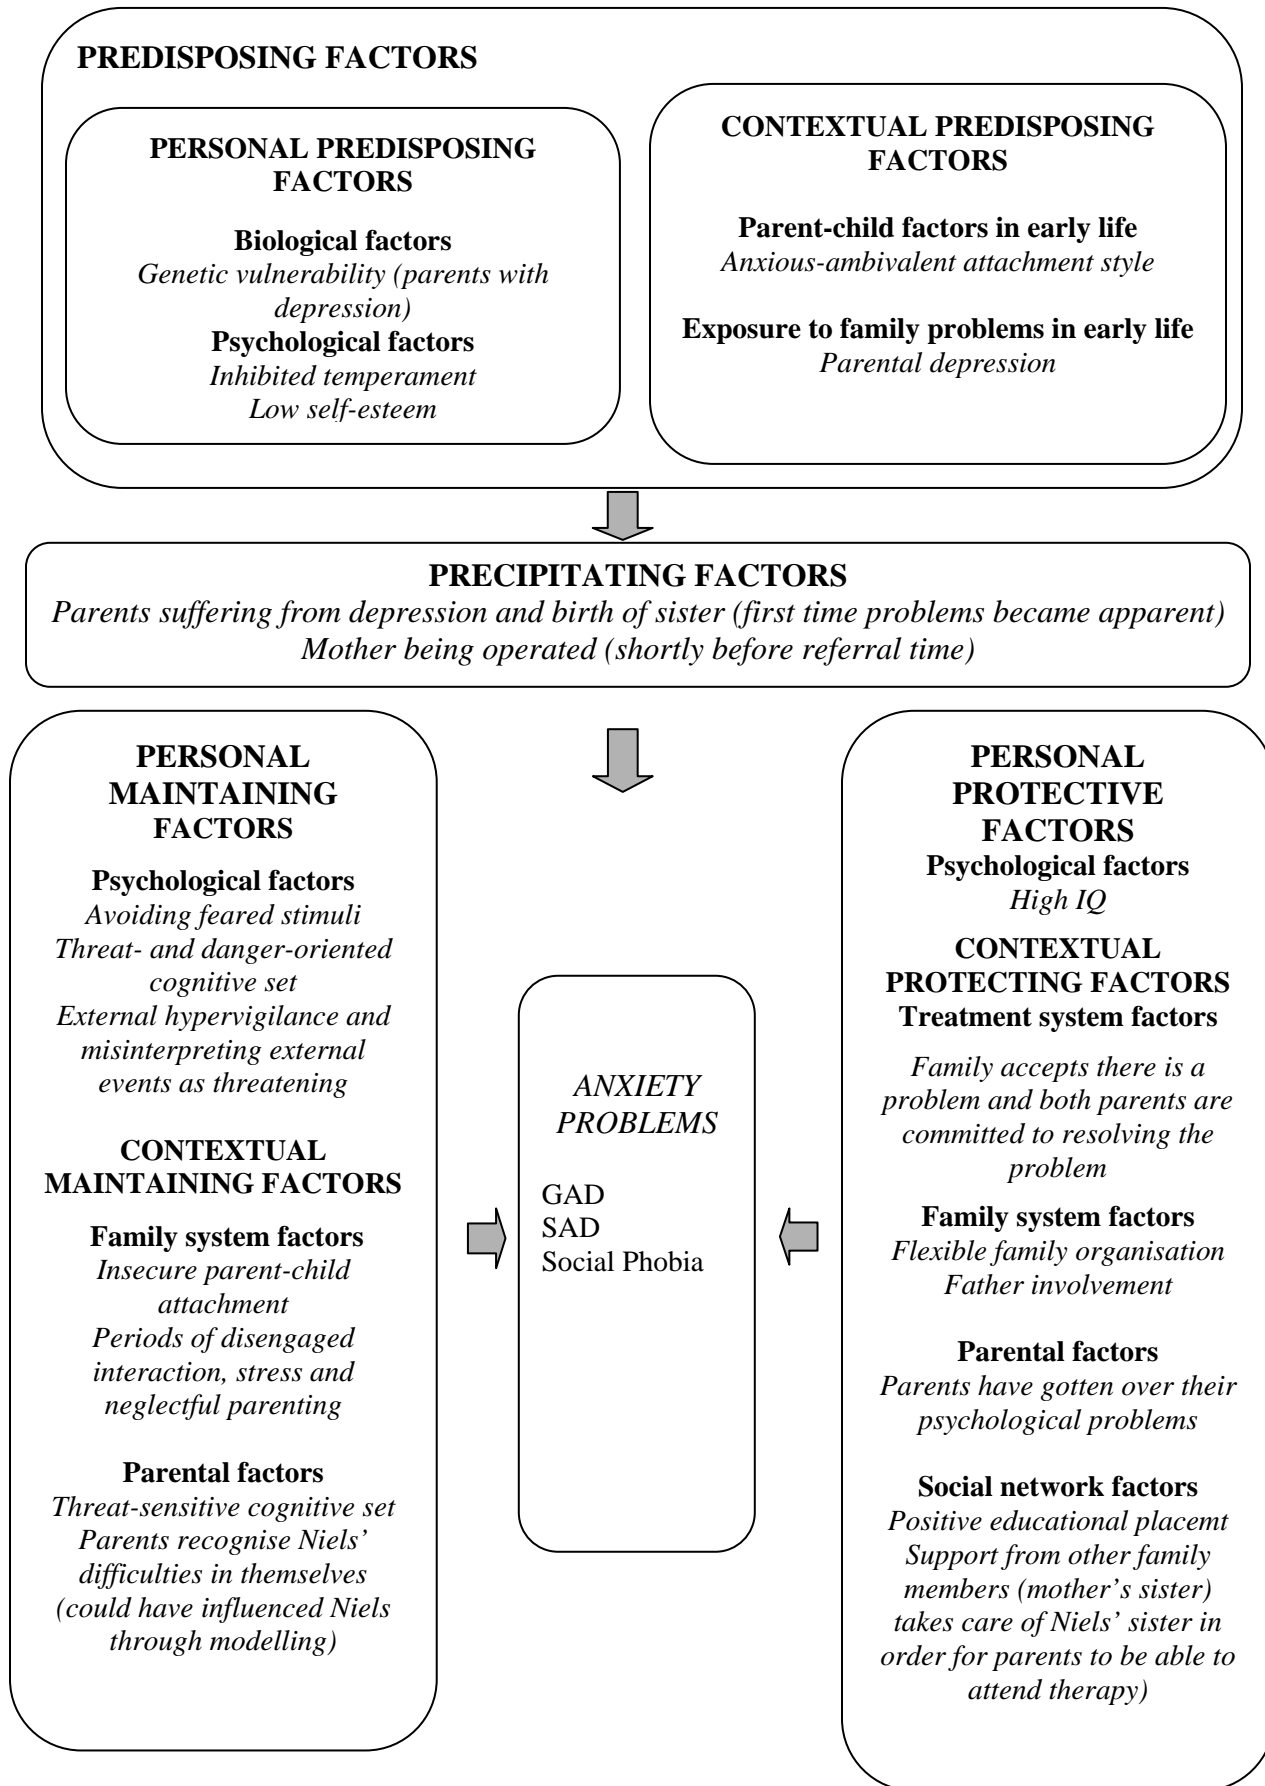 PREDISPOSING FACTORS
PERSONAL PREDISPOSING
FACTORS
Biological factors
Genetic vulnerability (parents with
depression)
Psychological factors
Inhibited temperament
Low self-esteem
CONTEXTUAL PREDISPOSING
FACTORS
Parent-child factors in early life
Anxious-ambivalent attachment style
Exposure to family problems in early life
Parental depression
PRECIPITATING FACTORS
Parents suffering from depression and birth of sister (first time problems became apparent)
Mother being operated (shortly before referral time)
PERSONAL
MAINTAINING
FACTORS
Psychological factors
Avoiding feared stimuli
Threat- and danger-oriented
cognitive set
External hypervigilance and
misinterpreting external
events as threatening
CONTEXTUAL
MAINTAINING FACTORS
Family system factors
Insecure parent-child
attachment
Periods of disengaged
interaction, stress and
neglectful parenting
Parental factors
Threat-sensitive cognitive set
Parents recognise Niels’
difficulties in themselves
(could have influenced Niels
through modelling)
ANXIETY
PROBLEMS
GAD
SAD
Social Phobia
PERSONAL
PROTECTIVE
FACTORS
Psychological factors
High IQ
CONTEXTUAL
PROTECTING FACTORS
Treatment system factors
Family accepts there is a
problem and both parents are
committed to resolving the
problem
Family system factors
Flexible family organisation
Father involvement
Parental factors
Parents have gotten over their
psychological problems
Social network factors
Positive educational placemt
Support from other family
members (mother’s sister)
takes care of Niels’ sister in
order for parents to be able to
attend therapy)